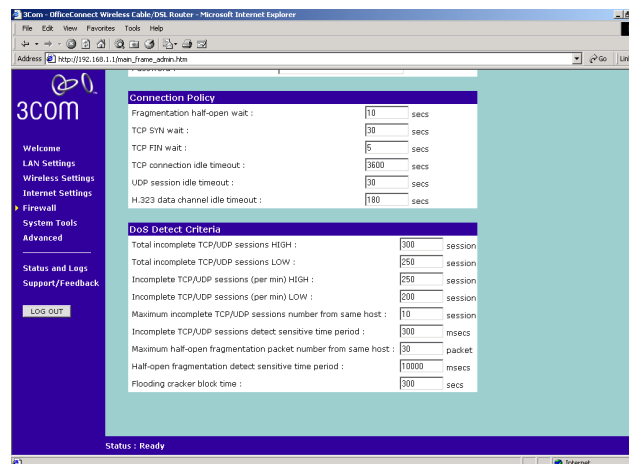 3Com - OfficeConnect Wireless Cable/DSL Router - Microsoft Internet Explorer
File Edit View Favorites Tools Help
Address http://192.168.1.1/main_frame_admin.htm Go
3com
Welcome
LAN Settings
Wireless Settings
Internet Settings
Firewall
System Tools
Advanced
Status and Logs
Support/Feedback
LOG OUT
Password :
Connection Policy
Fragmentation half-open wait : 10 secs
TCP SYN wait : 30 secs
TCP FIN wait : 5 secs
TCP connection idle timeout : 3600 secs
UDP session idle timeout : 30 secs
H.323 data channel idle timeout : 180 secs
DoS Detect Criteria
Total incomplete TCP/UDP sessions HIGH : 300 session
Total incomplete TCP/UDP sessions LOW : 250 session
Incomplete TCP/UDP sessions (per min) HIGH : 250 session
Incomplete TCP/UDP sessions (per min) LOW : 200 session
Maximum incomplete TCP/UDP sessions number from same host : 10 session
Incomplete TCP/UDP sessions detect sensitive time period : 300 msecs
Maximum half-open fragmentation packet number from same host : 30 packet
Half-open fragmentation detect sensitive time period : 10000 msecs
Flooding cracker block time : 300 secs
Status : Ready
Internet